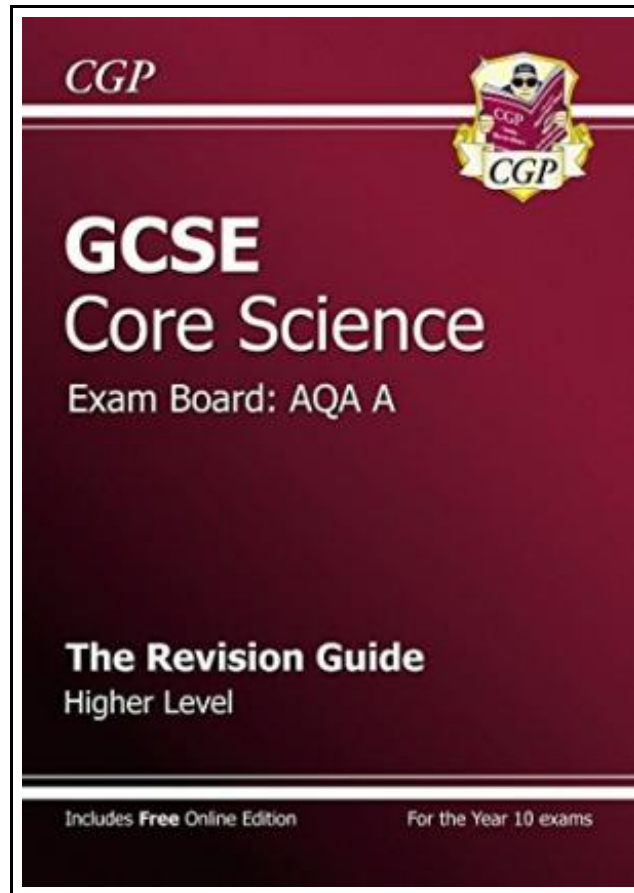 CGP
CGP
CGP
GCSE
Core Science
Exam Board: AQA A
The Revision Guide
Higher Level
Includes Free Online Edition
For the Year 10 exams